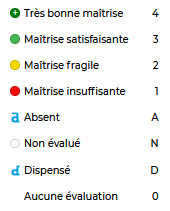 Très bonne maîtrise 4
Maîtrise satisfaisante 3
Maîtrise fragile 2
Maîtrise insuffisante 1
a Absent A
Non évalué N
d Dispensé D
Aucune évaluation 0